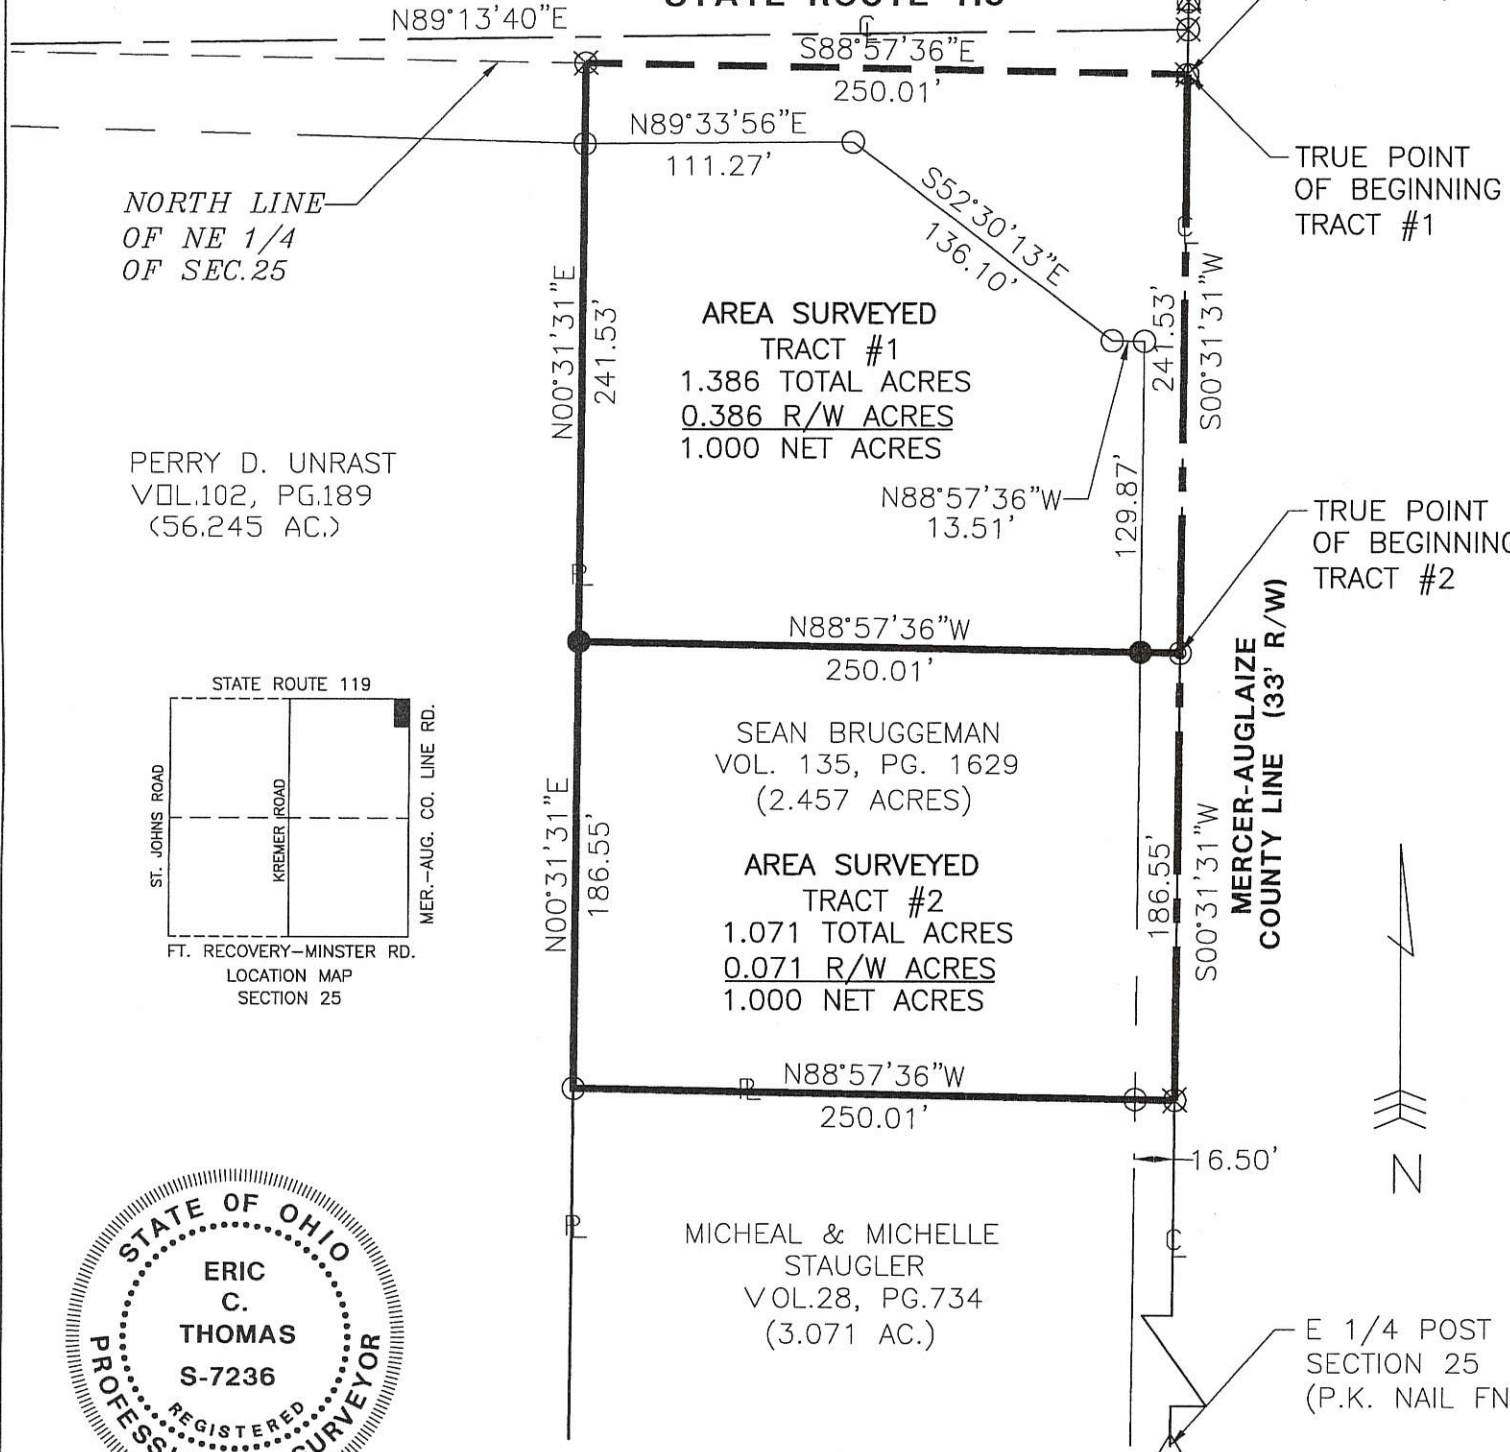 N89°13'40"E
S88°57'36"E
250.01'
N89°33'56"E
111.27'
S52°30'13"E
136.10'
TRUE POINT
OF BEGINNING
TRACT #1
NORTH LINE
OF NE 1/4
OF SEC.25
N00°31'31"E
241.53'
AREA SURVEYED
TRACT #1
1.386 TOTAL ACRES
0.386 R/W ACRES
1.000 NET ACRES
241.53'
S00°31'31"W
PERRY D. UNRAST
VOL.102, PG.189
(56.245 AC.)
N88°57'36"W
13.51'
129.87'
TRUE POINT
OF BEGINNING
TRACT #2
N88°57'36"W
250.01'
MERCER-AUGLAIZE
COUNTY LINE (33' R/W)
STATE ROUTE 119
ST. JOHNS ROAD
KREMER ROAD
MER.-AUG. CO. LINE RD.
FT. RECOVERY-MINSTER RD.
LOCATION MAP
SECTION 25
SEAN BRUGGEMAN
VOL. 135, PG. 1629
(2.457 ACRES)
N00°31'31"E
186.55'
AREA SURVEYED
TRACT #2
1.071 TOTAL ACRES
0.071 R/W ACRES
1.000 NET ACRES
186.55'
S00°31'31"W
N88°57'36"W
250.01'
16.50'
N
MICHEAL & MICHELLE
STAUGLER
VOL.28, PG.734
(3.071 AC.)
E 1/4 POST
SECTION 25
(P.K. NAIL FN
STATE OF OHIO
ERIC
C.
THOMAS
S-7236
REGISTERED